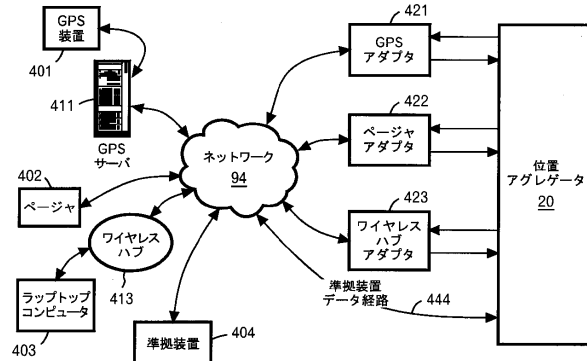 GPS
装置
401
411
GPS
サーバ
402
ページャ
ワイヤレス
ハブ
413
ラップトップ
コンピュータ
403
準拠装置
404
ネットワーク
94
421
GPS
アダプタ
422
ページャ
アダプタ
423
ワイヤレス
ハブ
アダプタ
準拠装置
データ経路
444
位置
アグレゲータ
20